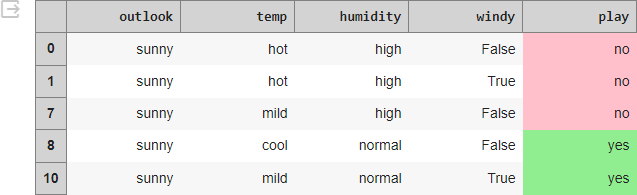 outlook temp humidity windy play
0 sunny hot high False no
1 sunny hot high True no
7 sunny mild high False no
8 sunny cool normal False yes
10 sunny mild normal True yes